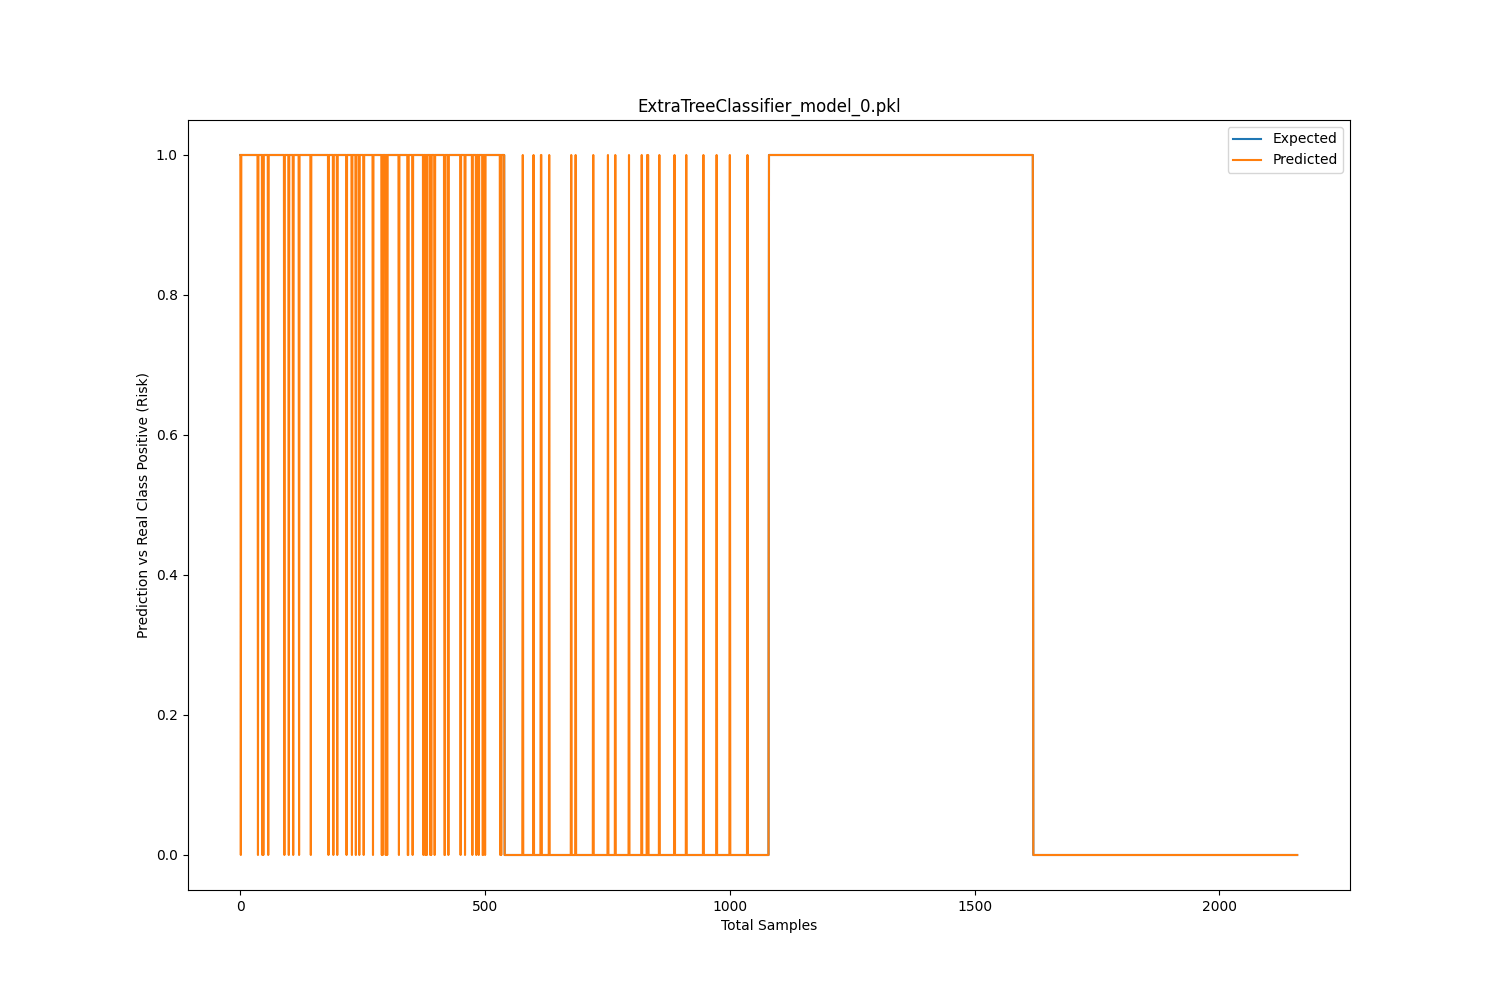 ExtraTreeClassifier_model_0.pkl
Expected
Predicted
1.0
0.8
0.6
0.4
0.2
0.0
Prediction vs Real Class Positive (Risk)
0
500
1000
1500
2000
Total Samples